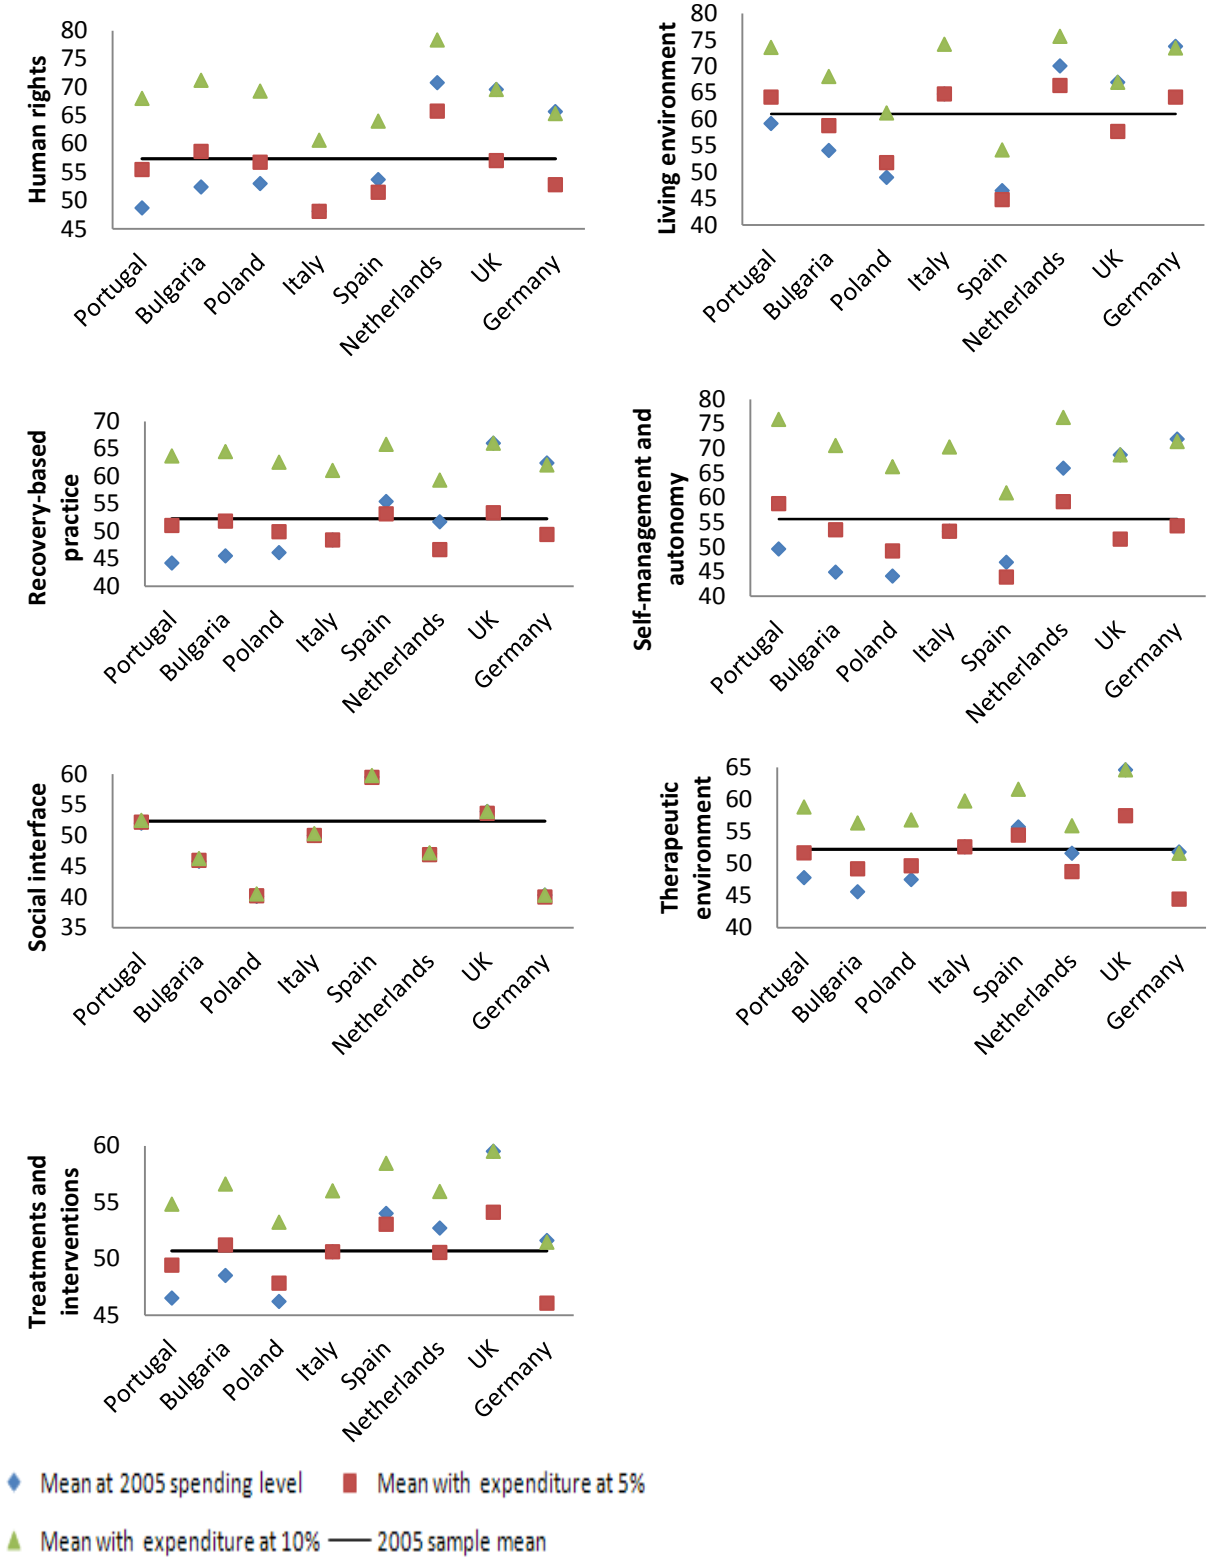 Human rights
80
75
70
65
60
55
50
45
Portugal
Bulgaria
Poland
Italy
Spain
Netherlands
UK
Germany
Living environment
80
75
70
65
60
55
50
45
40
Portugal
Bulgaria
Poland
Italy
Spain
Netherlands
UK
Germany
Recovery-based
practice
70
65
60
55
50
45
40
Portugal
Bulgaria
Poland
Italy
Spain
Netherlands
UK
Germany
Self-management and
autonomy
80
75
70
65
60
55
50
45
40
Portugal
Bulgaria
Poland
Italy
Spain
Netherlands
UK
Germany
Social interface
60
55
50
45
40
35
Portugal
Bulgaria
Poland
Italy
Spain
Netherlands
UK
Germany
Therapeutic
environment
65
60
55
50
45
40
Portugal
Bulgaria
Poland
Italy
Spain
Netherlands
UK
Germany
Treatments and
interventions
60
55
50
45
Portugal
Bulgaria
Poland
Italy
Spain
Netherlands
UK
Germany
Mean at 2005 spending level
Mean with expenditure at 5%
Mean with expenditure at 10%
2005 sample mean